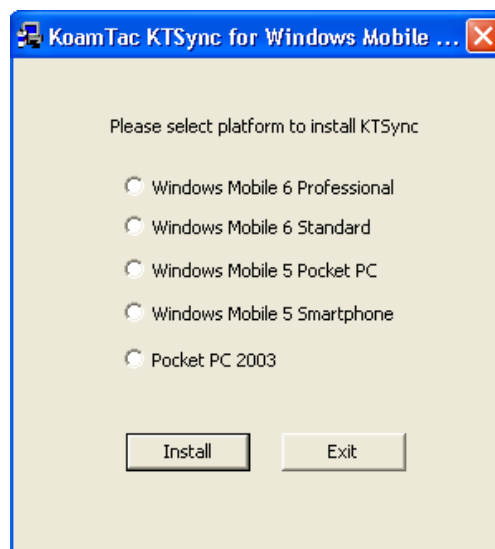 KoamTac KTSync for Windows Mobile ...
Please select platform to install KTSync
Windows Mobile 6 Professional
Windows Mobile 6 Standard
Windows Mobile 5 Pocket PC
Windows Mobile 5 Smartphone
Pocket PC 2003
Install Exit